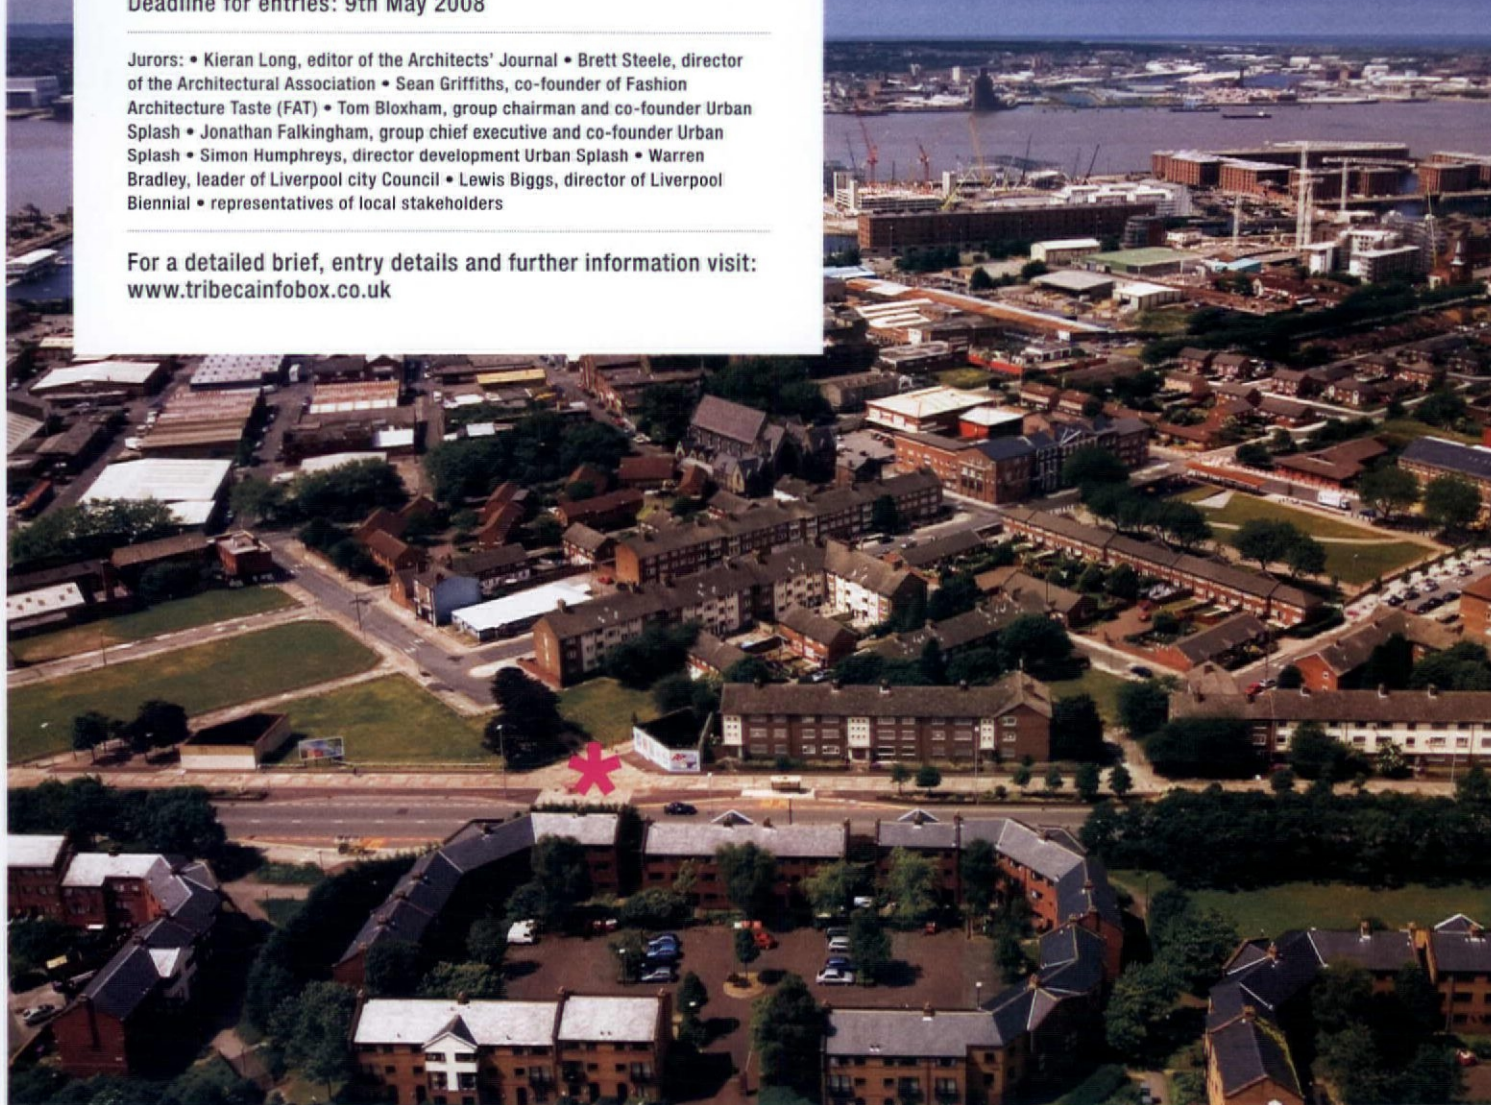 Deadline for entries: 9th May 2008
Jurors: • Kieran Long, editor of the Architects' Journal • Brett Steele, director
of the Architectural Association • Sean Griffiths, co-founder of Fashion
Architecture Taste (FAT) • Tom Bloxham, group chairman and co-founder Urban
Splash • Jonathan Falkingham, group chief executive and co-founder Urban
Splash • Simon Humphreys, director development Urban Splash • Warren
Bradley, leader of Liverpool city Council • Lewis Biggs, director of Liverpool
Biennial • representatives of local stakeholders
For a detailed brief, entry details and further information visit:
www.tribecainfobox.co.uk